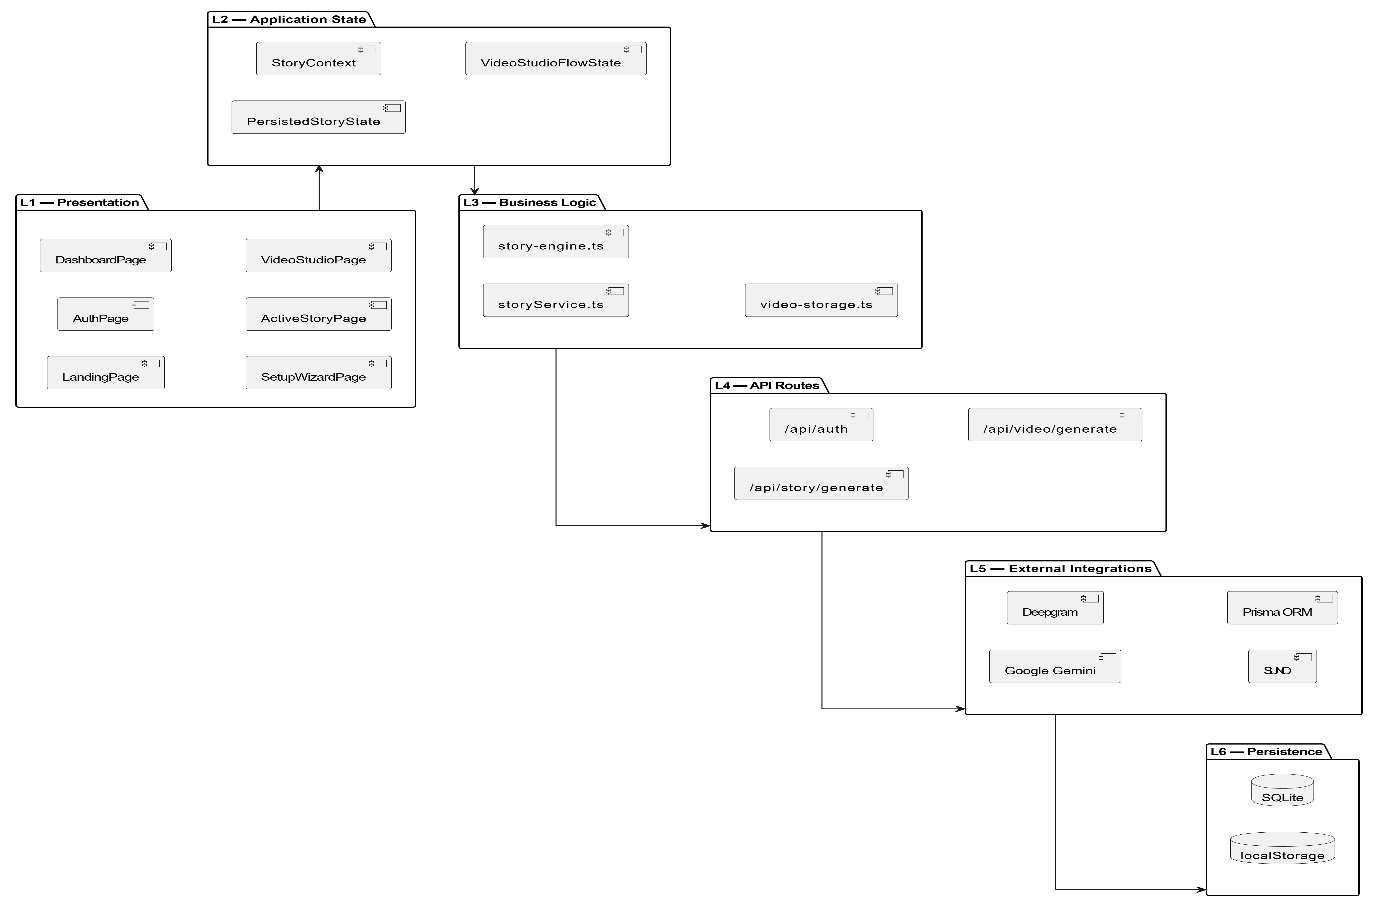 L2 — Application State
StoryContext
VideoStudioFlowState
PersistedStoryState
L1 — Presentation
DashboardPage
VideoStudioPage
AuthPage
ActiveStoryPage
LandingPage
SetupWizardPage
L3 — Business Logic
story-engine.ts
storyService.ts
video-storage.ts
L4 — API Routes
/api/auth
/api/video/generate
/api/story/generate
L5 — External Integrations
Deepgram
Prisma ORM
Google Gemini
L6 — Persistence
SQLite
localStorage